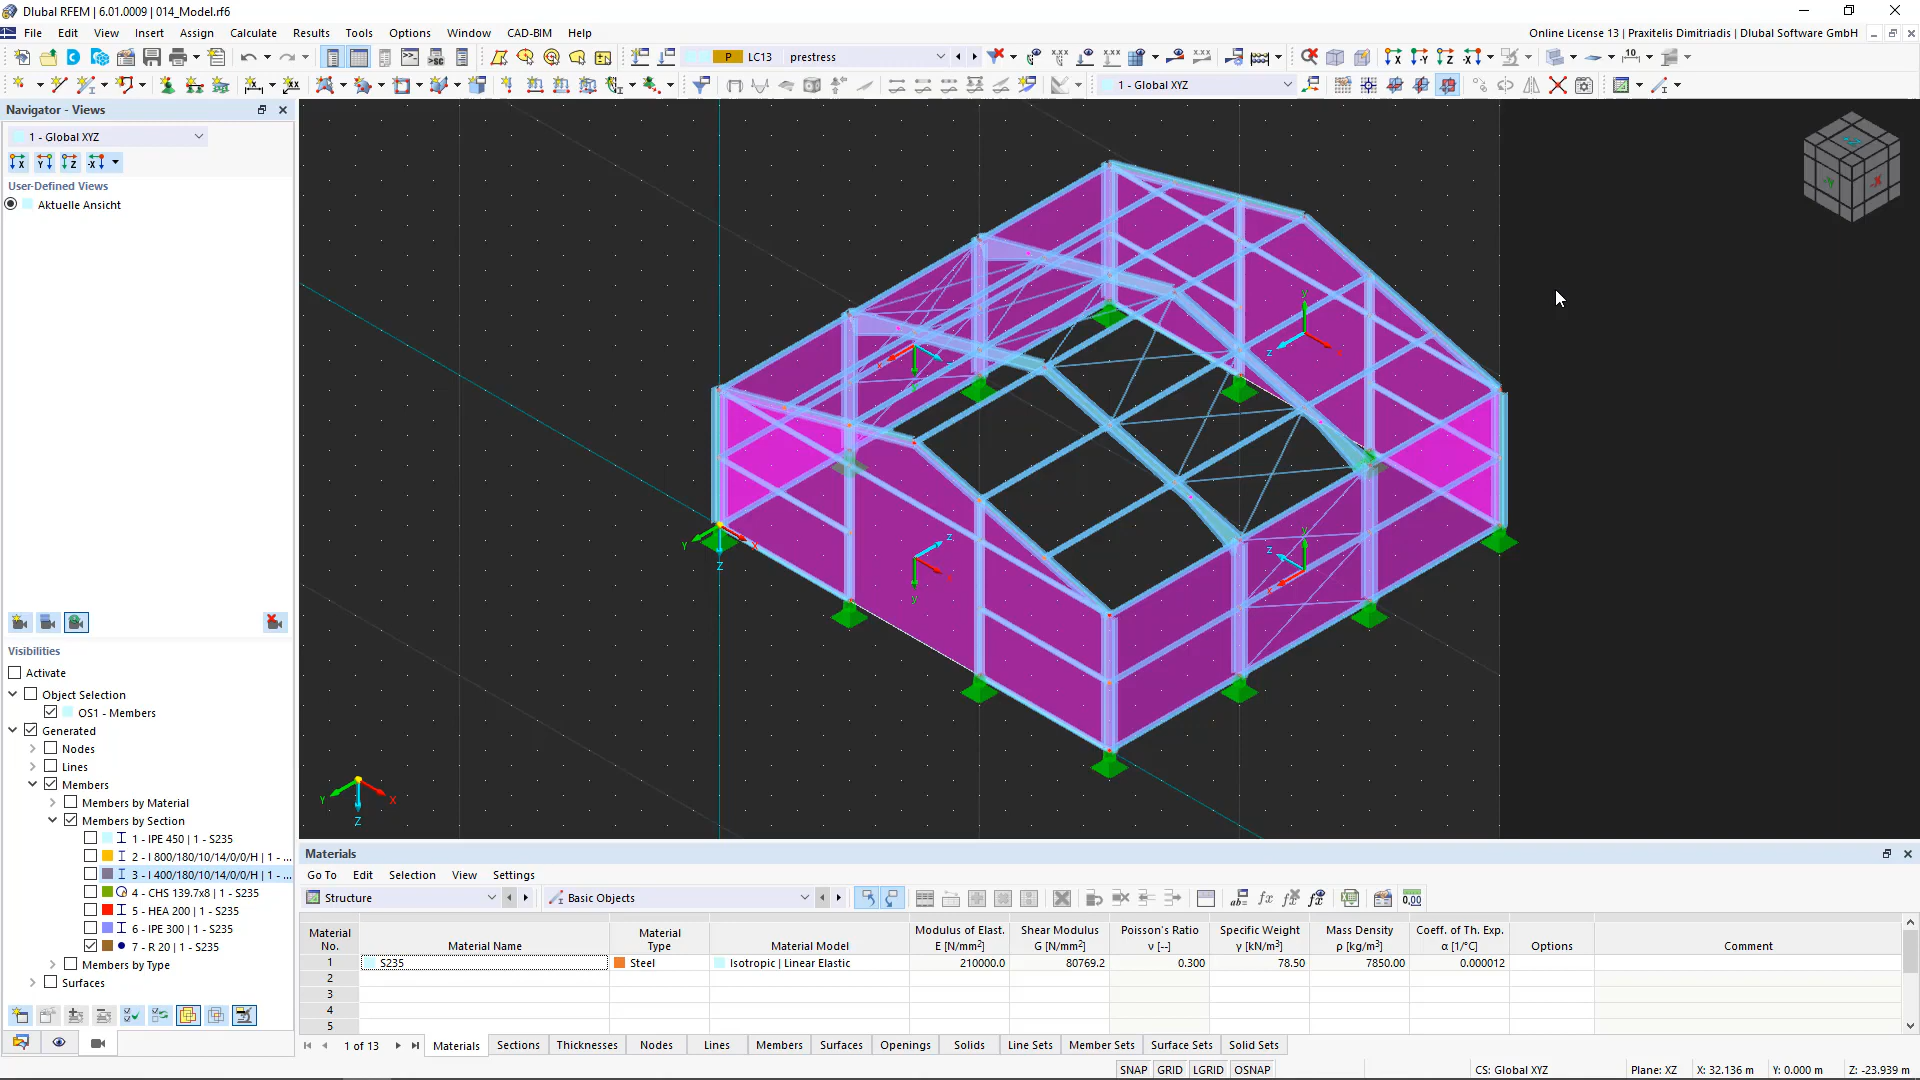 Dlubal RFEM | 6.01.0009 | 014_Model.rf6
File Edit View Insert Assign Calculate Results Tools Options Window CAD-BIM Help
Online License 13 | Praxitelis Dimitriadis | Dlubal Software GmbH
P LC13 prestress
1 - Global XYZ
Navigator - Views
1 - Global XYZ
User-Defined Views
Aktuelle Ansicht
Visibilities
Activate
Object Selection
OS1 - Members
Generated
Nodes
Lines
Members
Members by Material
Members by Section
1 - IPE 450 | 1 - S235
2 - I 800/180/10/14/0/0/H | 1 - ...
3 - I 400/180/10/14/0/0/H | 1 - ...
4 - CHS 139.7x8 | 1 - S235
5 - HEA 200 | 1 - S235
6 - IPE 300 | 1 - S235
7 - R 20 | 1 - S235
Members by Type
Surfaces
Materials
Go To Edit Selection View Settings
Structure Basic Objects
Material No. Material Name Material Type Material Model Modulus of Elast. E [N/mm²] Shear Modulus G [N/mm²] Poisson's Ratio ν [--] Specific Weight γ [kN/m³] Mass Density ρ [kg/m³] Coeff. of Th. Exp. α [1/°C] Options Comment
1 S235 Steel Isotropic | Linear Elastic 210000.0 80769.2 0.300 78.50 7850.00 0.000012
2
3
4
5
1 of 13 Materials Sections Thicknesses Nodes Lines Members Surfaces Openings Solids Line Sets Member Sets Surface Sets Solid Sets
SNAP GRID LGRID OSNAP CS: Global XYZ Plane: XZ X: 32.136 m Y: 0.000 m Z: -23.939 m